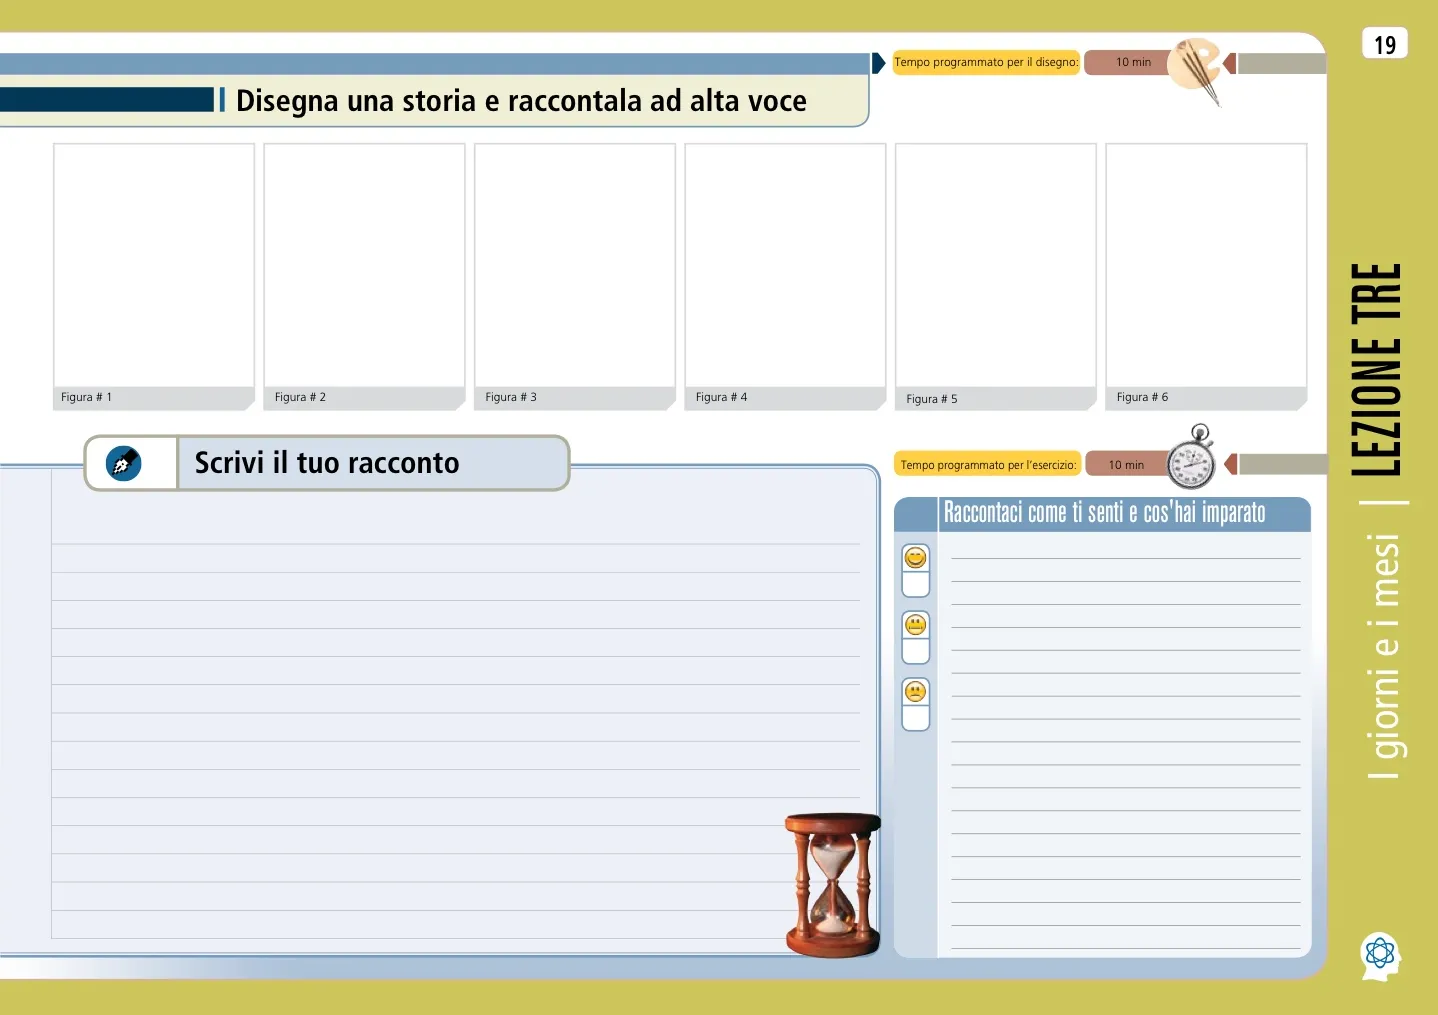 19
Tempo programmato per il disegno:
10 min
Disegna una storia e raccontala ad alta voce
Figura # 1
Figura # 2
Figura # 3
Figura # 4
Figura # 5
Figura # 6
Scrivi il tuo racconto
Tempo programmato per l'esercizio:
10 min
Raccontaci come ti senti e cos'hai imparato
I giorni e i mesi | LEZIONE TRE